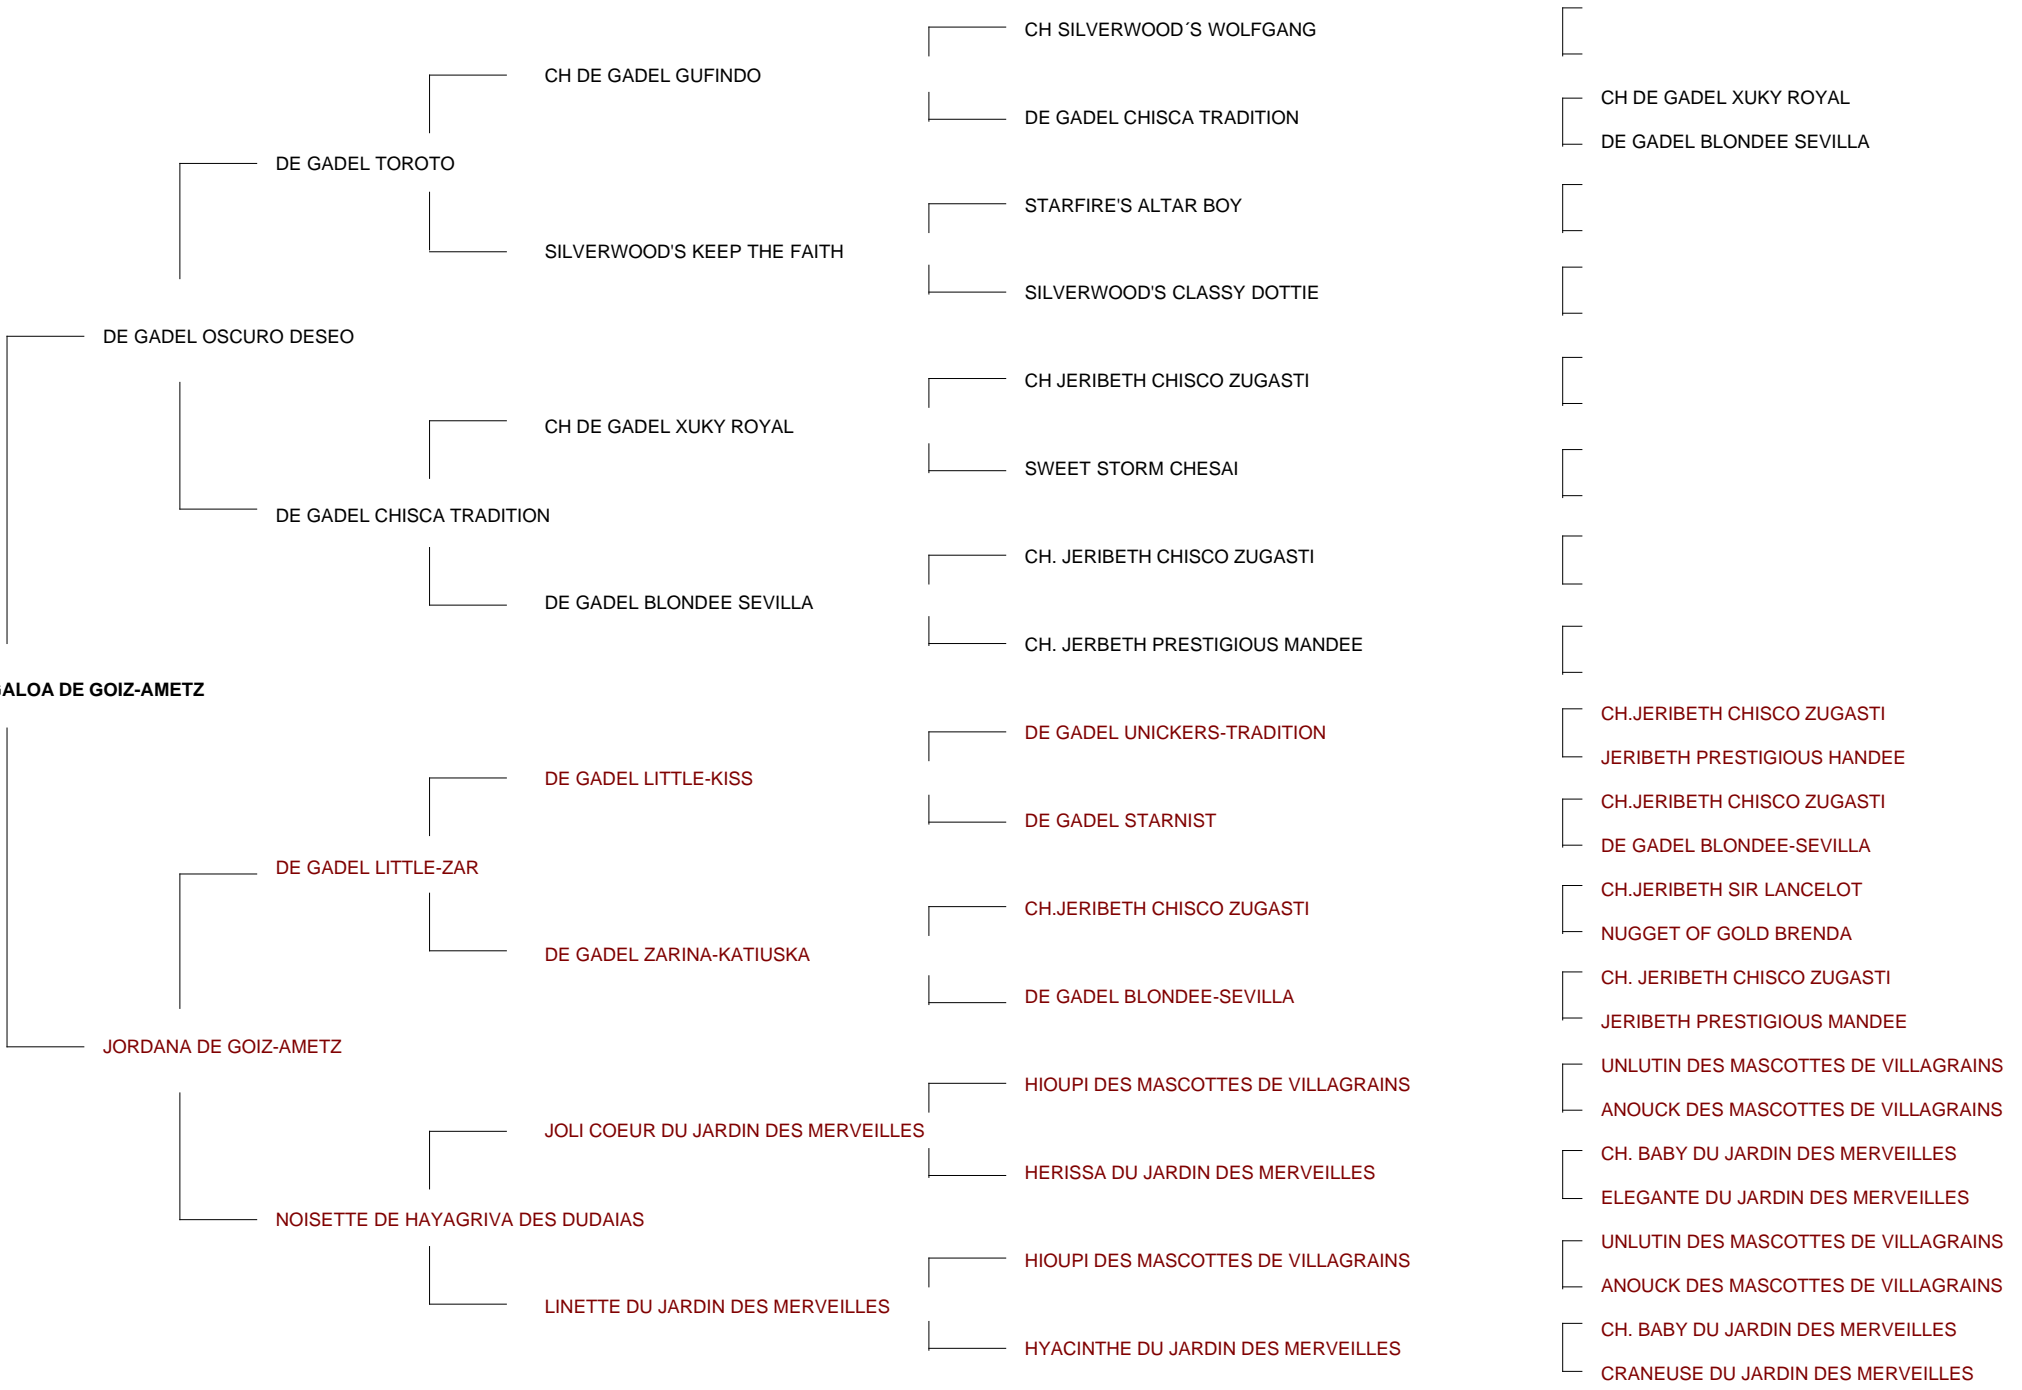 CH SILVERWOOD´S WOLFGANG
CH DE GADEL GUFINDO
CH DE GADEL XUKY ROYAL
DE GADEL CHISCA TRADITION
DE GADEL BLONDEE SEVILLA
DE GADEL TOROTO
STARFIRE'S ALTAR BOY
SILVERWOOD'S KEEP THE FAITH
SILVERWOOD'S CLASSY DOTTIE
DE GADEL OSCURO DESEO
CH JERIBETH CHISCO ZUGASTI
CH DE GADEL XUKY ROYAL
SWEET STORM CHESAI
DE GADEL CHISCA TRADITION
CH. JERIBETH CHISCO ZUGASTI
DE GADEL BLONDEE SEVILLA
CH. JERBETH PRESTIGIOUS MANDEE
ALOA DE GOIZ-AMETZ
CH.JERIBETH CHISCO ZUGASTI
DE GADEL UNICKERS-TRADITION
JERIBETH PRESTIGIOUS HANDEE
DE GADEL LITTLE-KISS
CH.JERIBETH CHISCO ZUGASTI
DE GADEL STARNIST
DE GADEL BLONDEE-SEVILLA
DE GADEL LITTLE-ZAR
CH.JERIBETH SIR LANCELOT
CH.JERIBETH CHISCO ZUGASTI
NUGGET OF GOLD BRENDA
DE GADEL ZARINA-KATIUSKA
CH. JERIBETH CHISCO ZUGASTI
DE GADEL BLONDEE-SEVILLA
JERIBETH PRESTIGIOUS MANDEE
JORDANA DE GOIZ-AMETZ
UNLUTIN DES MASCOTTES DE VILLAGRAINS
HIOUPI DES MASCOTTES DE VILLAGRAINS
ANOUCK DES MASCOTTES DE VILLAGRAINS
JOLI COEUR DU JARDIN DES MERVEILLES
CH. BABY DU JARDIN DES MERVEILLES
HERISSA DU JARDIN DES MERVEILLES
ELEGANTE DU JARDIN DES MERVEILLES
NOISETTE DE HAYAGRIVA DES DUDAIAS
UNLUTIN DES MASCOTTES DE VILLAGRAINS
HIOUPI DES MASCOTTES DE VILLAGRAINS
ANOUCK DES MASCOTTES DE VILLAGRAINS
LINETTE DU JARDIN DES MERVEILLES
CH. BABY DU JARDIN DES MERVEILLES
HYACINTHE DU JARDIN DES MERVEILLES
CRANEUSE DU JARDIN DES MERVEILLES